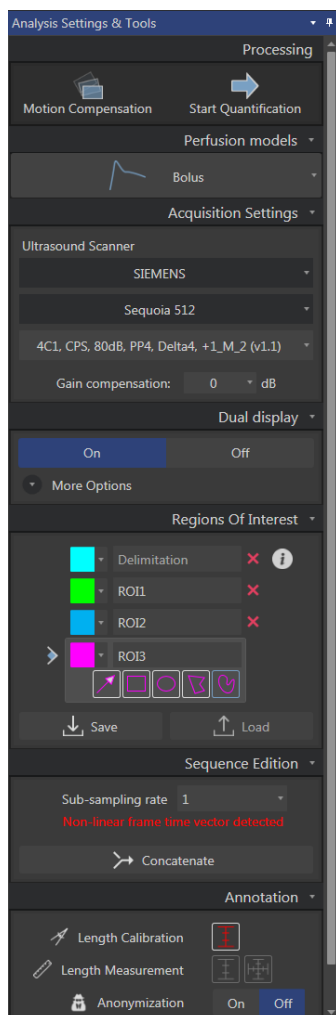 Analysis Settings & Tools
Processing
Motion Compensation
Start Quantification
Perfusion models
Bolus
Acquisition Settings
Ultrasound Scanner
SIEMENS
Sequoia 512
4C1, CPS, 80dB, PP4, Delta4, +1_M_2 (v1.1)
Gain compensation: 0 dB
Dual display
On Off
More Options
Regions Of Interest
Delimitation
ROI1
ROI2
ROI3
Save Load
Sequence Edition
Sub-sampling rate 1
Non-linear frame time vector detected
Concatenate
Annotation
Length Calibration
Length Measurement
Anonymization On Off